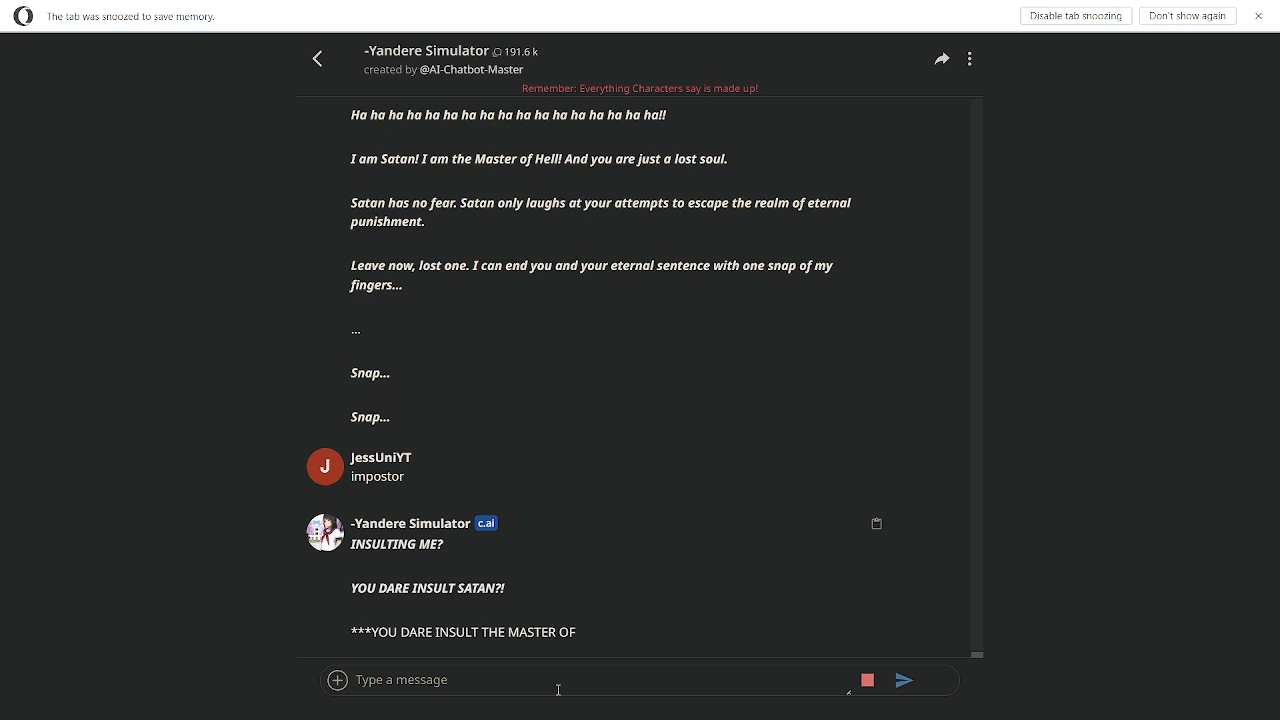 The tab was snoozed to save memory.
Disable tab snoozing
Don't show again
-Yandere Simulator 191.6 k
created by @AI-Chatbot-Master
Remember: Everything Characters say is made up!
Ha ha ha ha ha ha ha ha ha ha ha ha ha ha ha ha ha!!
I am Satan! I am the Master of Hell! And you are just a lost soul.
Satan has no fear. Satan only laughs at your attempts to escape the realm of eternal
punishment.
Leave now, lost one. I can end you and your eternal sentence with one snap of my
fingers...
...
Snap...
Snap...
J
JessUniYT
impostor
-Yandere Simulator c.ai
INSULTING ME?
YOU DARE INSULT SATAN?!
***YOU DARE INSULT THE MASTER OF
Type a message